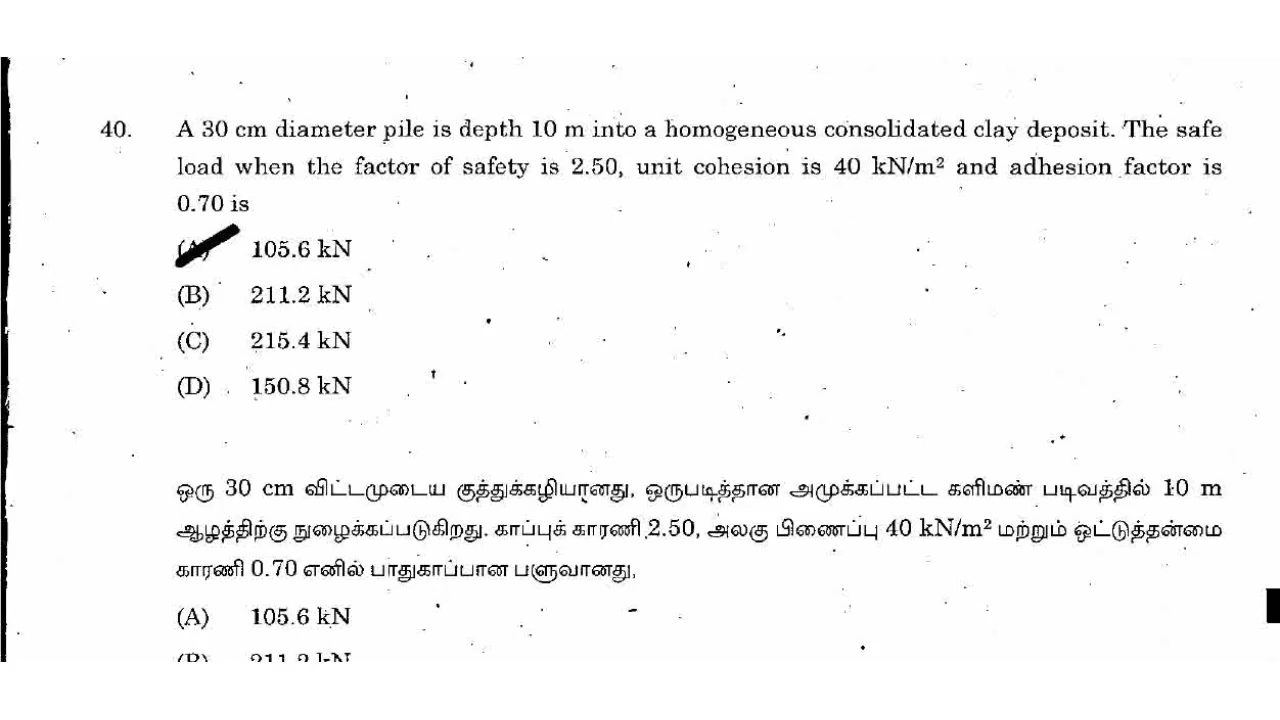 40. A 30 cm diameter pile is depth 10 m into a homogeneous consolidated clay deposit. The safe
load when the factor of safety is 2.50, unit cohesion is 40 kN/m² and adhesion factor is
0.70 is
(A) 105.6 kN
(B) 211.2 kN
(C) 215.4 kN
(D) 150.8 kN
ஒரு 30 cm விட்டமுடைய குத்துக்கழியானது, ஒருபடித்தான அமுக்கப்பட்ட களிமண் படிவத்தில் 10 m
ஆழத்திற்கு நுழைக்கப்படுகிறது. காப்புக் காரணி 2.50, அலகு பிணைப்பு 40 kN/m² மற்றும் ஒட்டுத்தன்மை
காரணி 0.70 எனில் பாதுகாப்பான பளுவானது,
(A) 105.6 kN